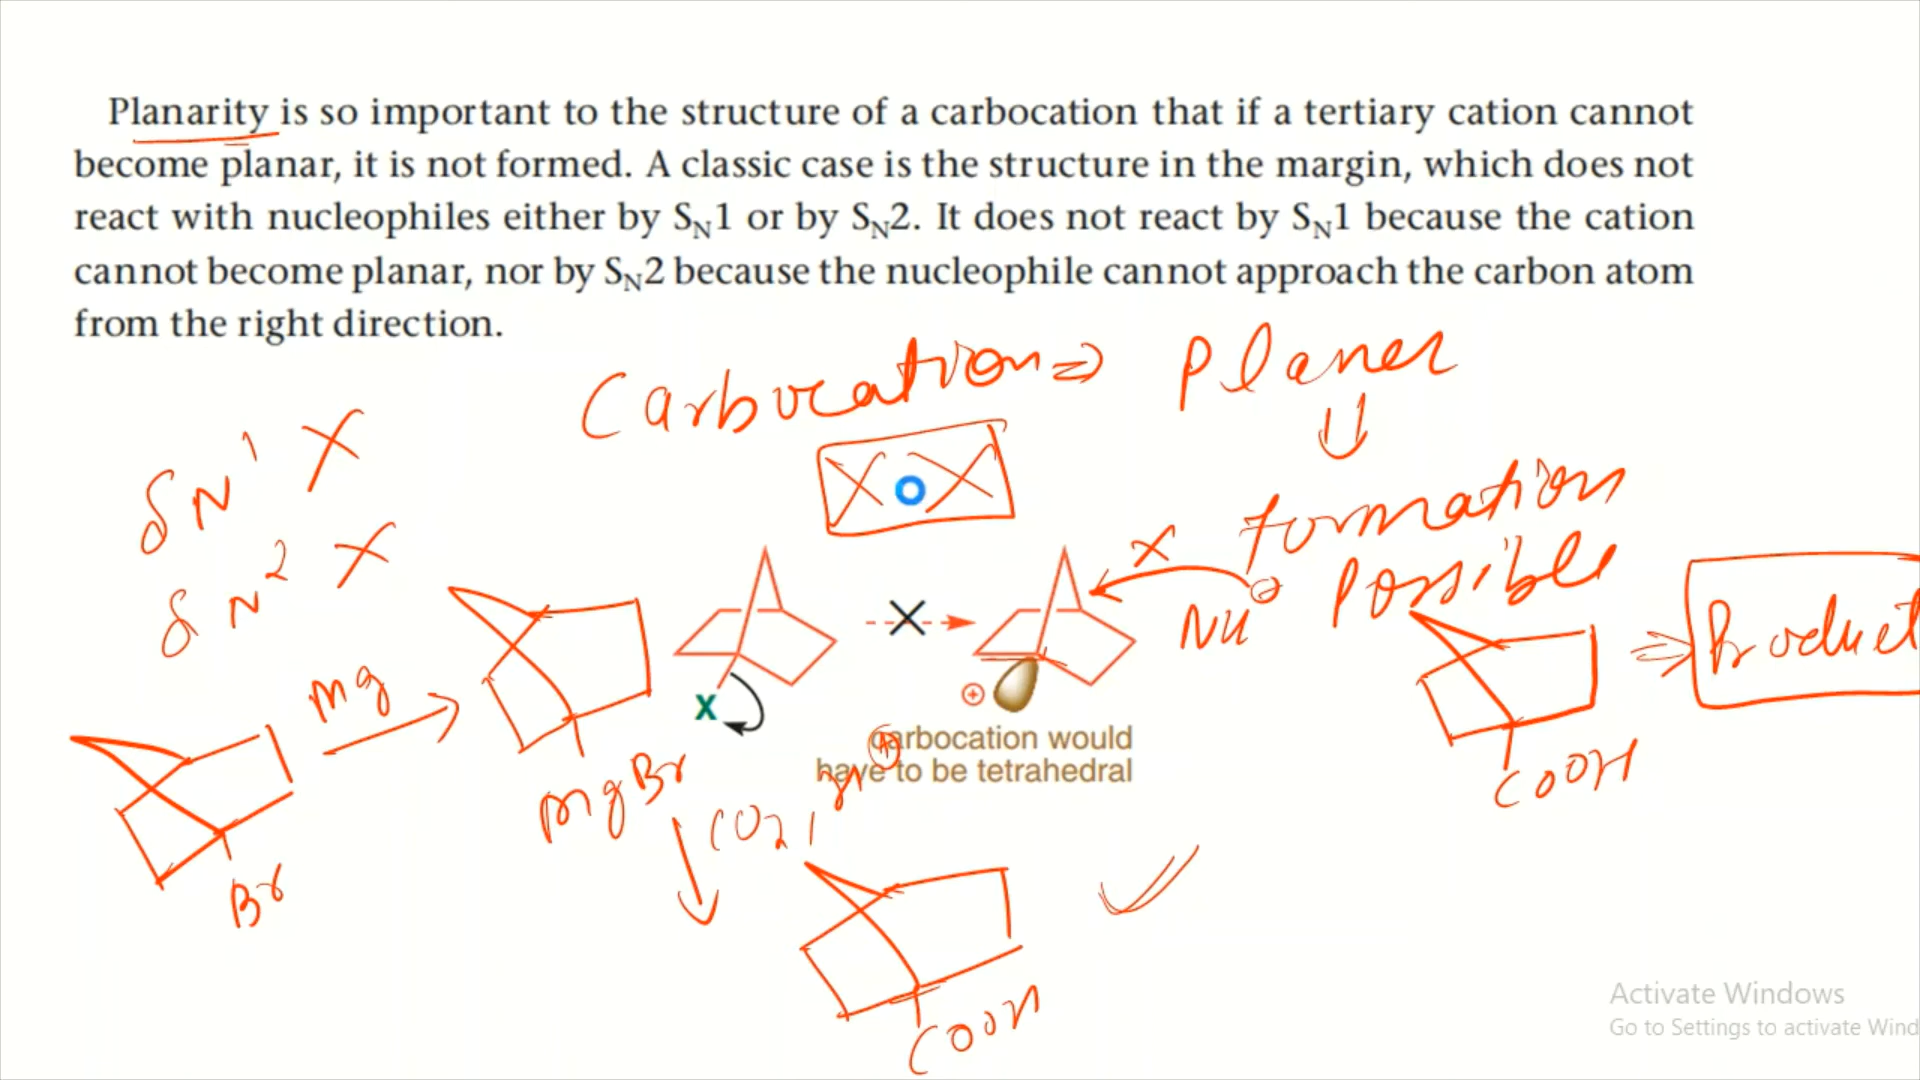 Planarity is so important to the structure of a carbocation that if a tertiary cation cannot
become planar, it is not formed. A classic case is the structure in the margin, which does not
react with nucleophiles either by SN1 or by SN2. It does not react by SN1 because the cation
cannot become planar, nor by SN2 because the nucleophile cannot approach the carbon atom
from the right direction.
Carbocation ⇒ Planer
SN1 X
⇓
X X
formation
Possible
SN2 X
X
Nu⊖
⇒ Product
Mg
X
⊕
carbocation would
have to be tetrahedral
MgBr
CO2, H⊕
COOH
Br
COOH
Activate Windows
Go to Settings to activate Wind